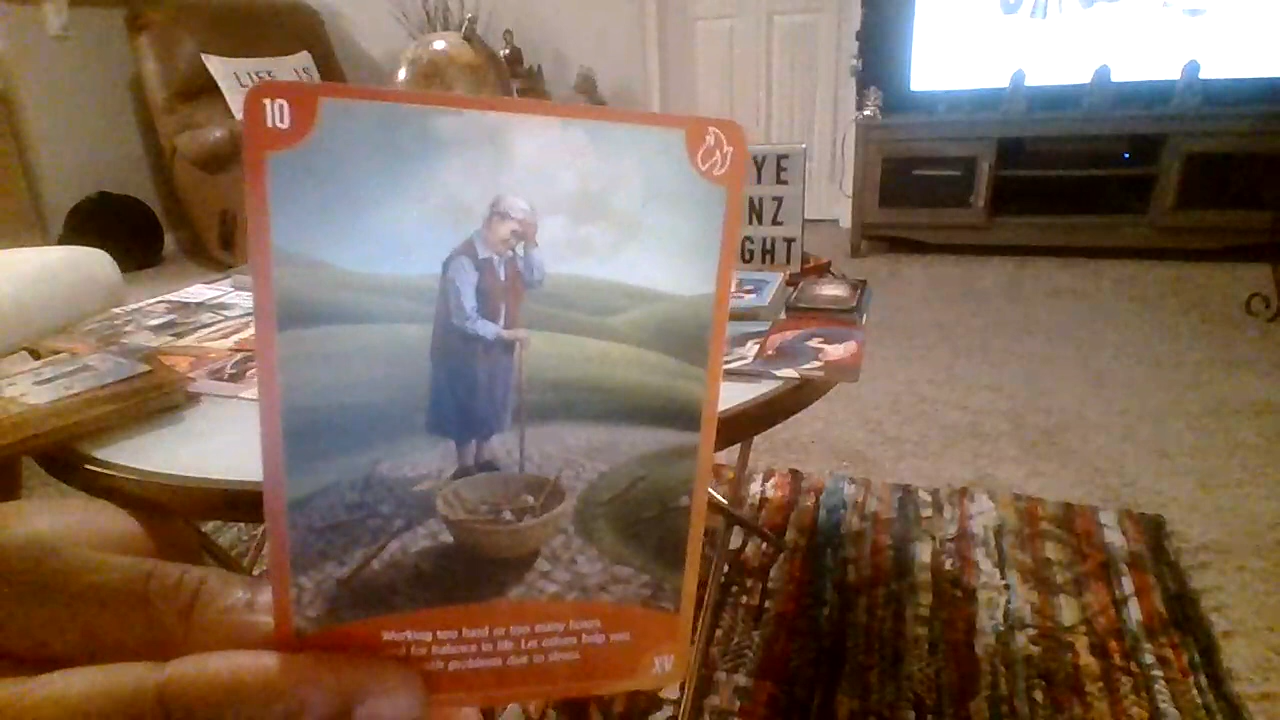 LIFE IS
10
YE
NZ
GHT
Working too hard or too many hours.
for balance in life. Let others help you.
problems due to stress.
XV